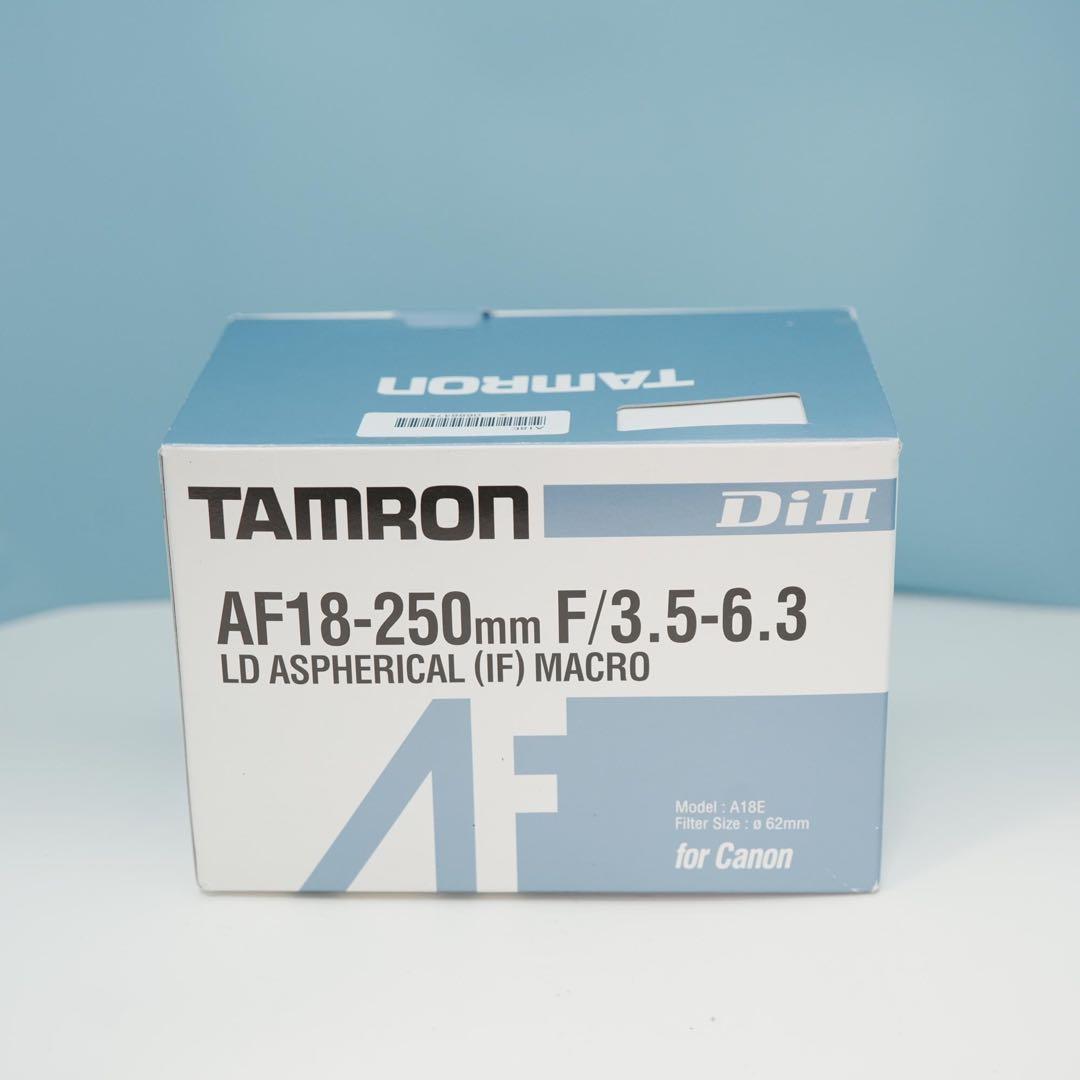 TAMRON
A18E
TAMRON Di II
AF18-250mm F/3.5-6.3
LD ASPHERICAL (IF) MACRO
AF
Model : A18E
Filter Size : ø 62mm
for Canon